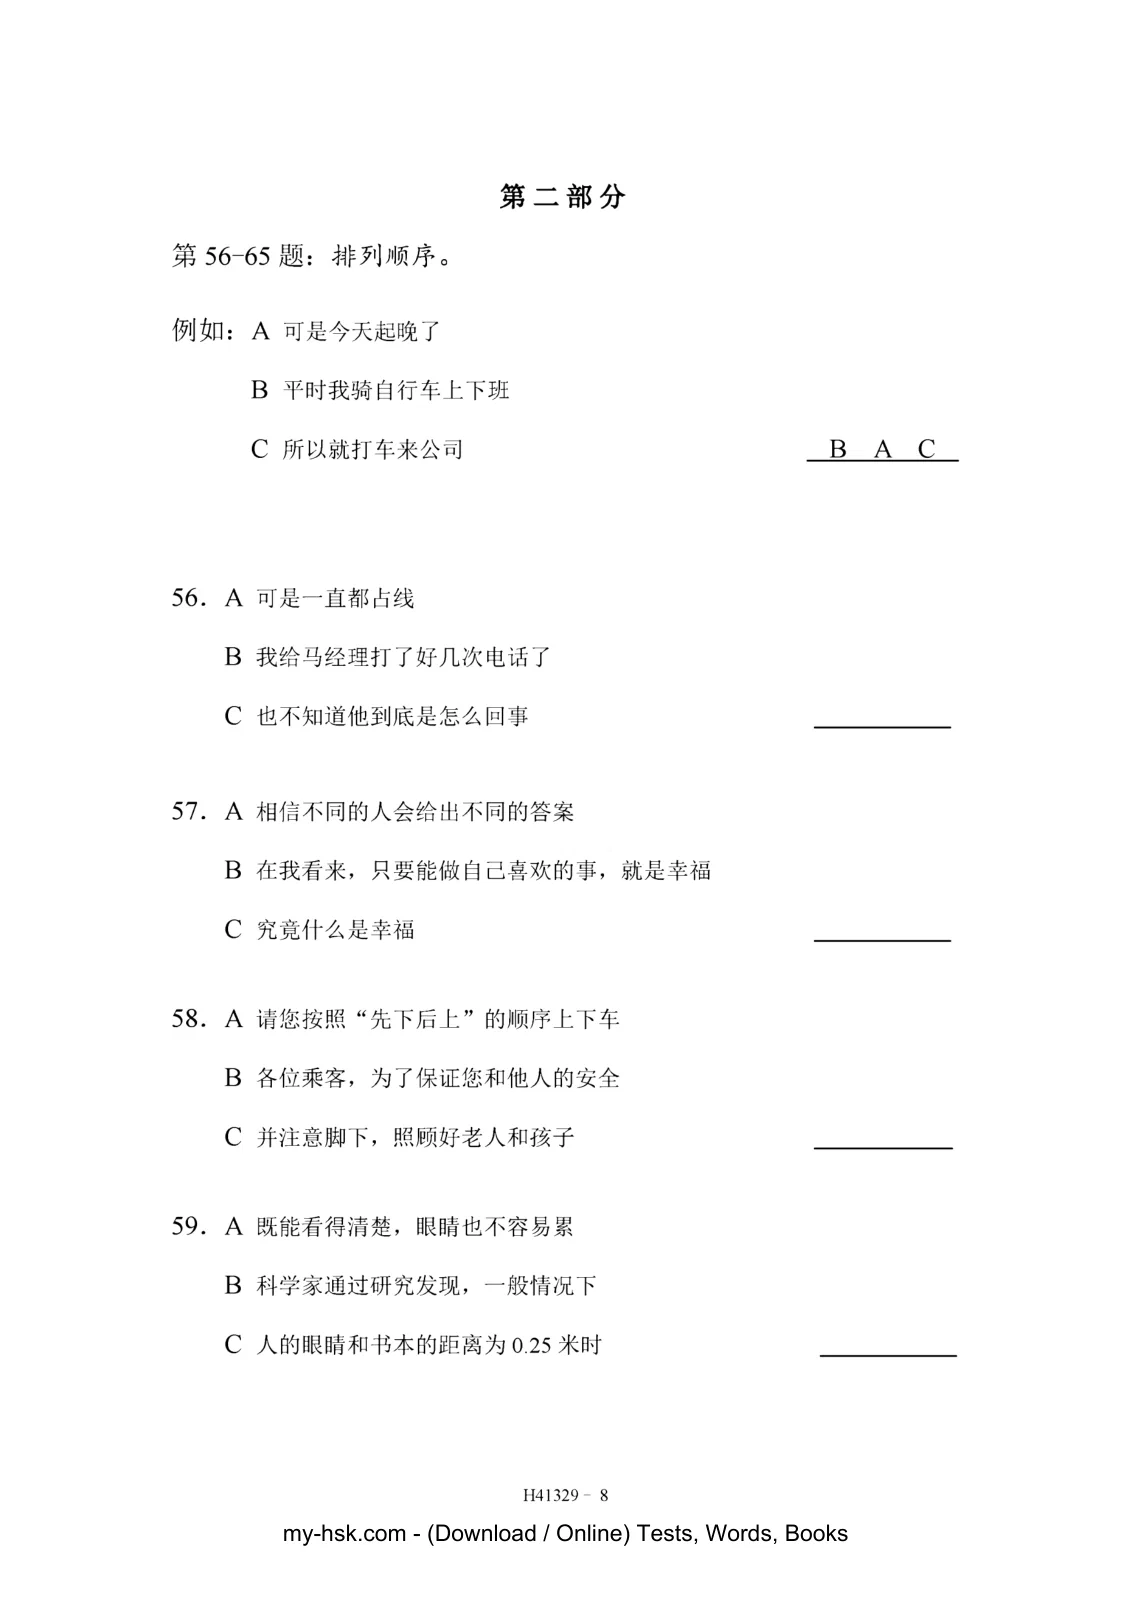 第二部分
第 56-65 题：排列顺序。
例如：A 可是今天起晚了
B 平时我骑自行车上下班
C 所以就打车来公司 B A C
56．A 可是一直都占线
B 我给马经理打了好几次电话了
C 也不知道他到底是怎么回事
57．A 相信不同的人会给出不同的答案
B 在我看来，只要能做自己喜欢的事，就是幸福
C 究竟什么是幸福
58．A 请您按照“先下后上”的顺序上下车
B 各位乘客，为了保证您和他人的安全
C 并注意脚下，照顾好老人和孩子
59．A 既能看得清楚，眼睛也不容易累
B 科学家通过研究发现，一般情况下
C 人的眼睛和书本的距离为 0.25 米时
H41329 - 8
my-hsk.com - (Download / Online) Tests, Words, Books